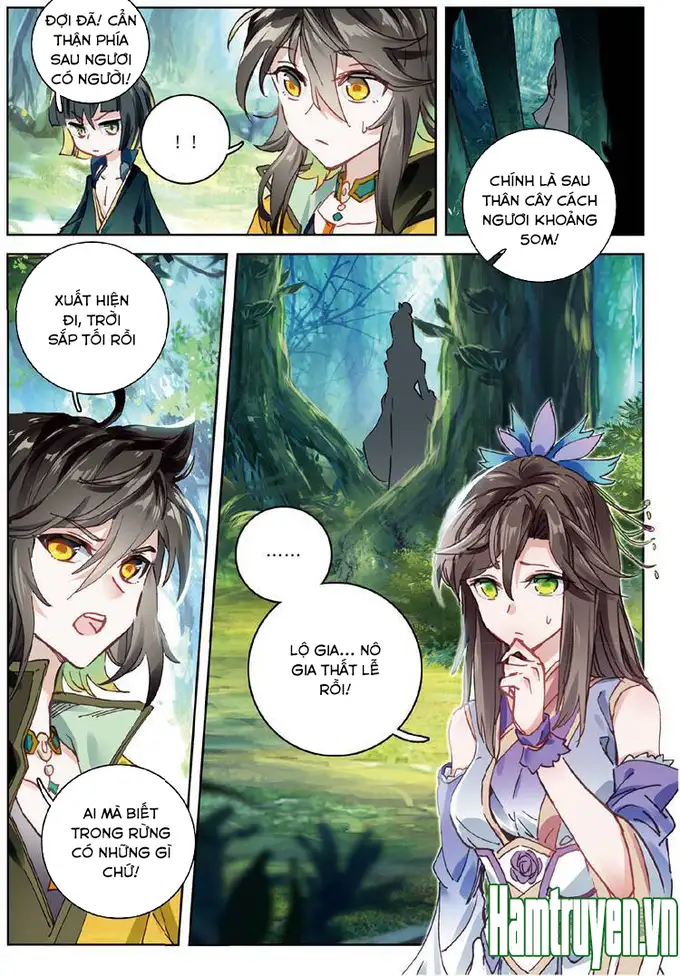 ĐỢI ĐÃ! CẨN
THẬN PHÍA
SAU NGƯƠI
CÓ NGƯỜI!
! !
CHÍNH LÀ SAU
THÂN CÂY CÁCH
NGƯƠI KHOẢNG
50M!
XUẤT HIỆN
ĐI, TRỜI
SẮP TỐI RỒI
......
LỘ GIA... NÔ
GIA THẤT LỄ
RỒI!
AI MÀ BIẾT
TRONG RỪNG
CÓ NHỮNG GÌ
CHỨ!
Hamtruyen.vn